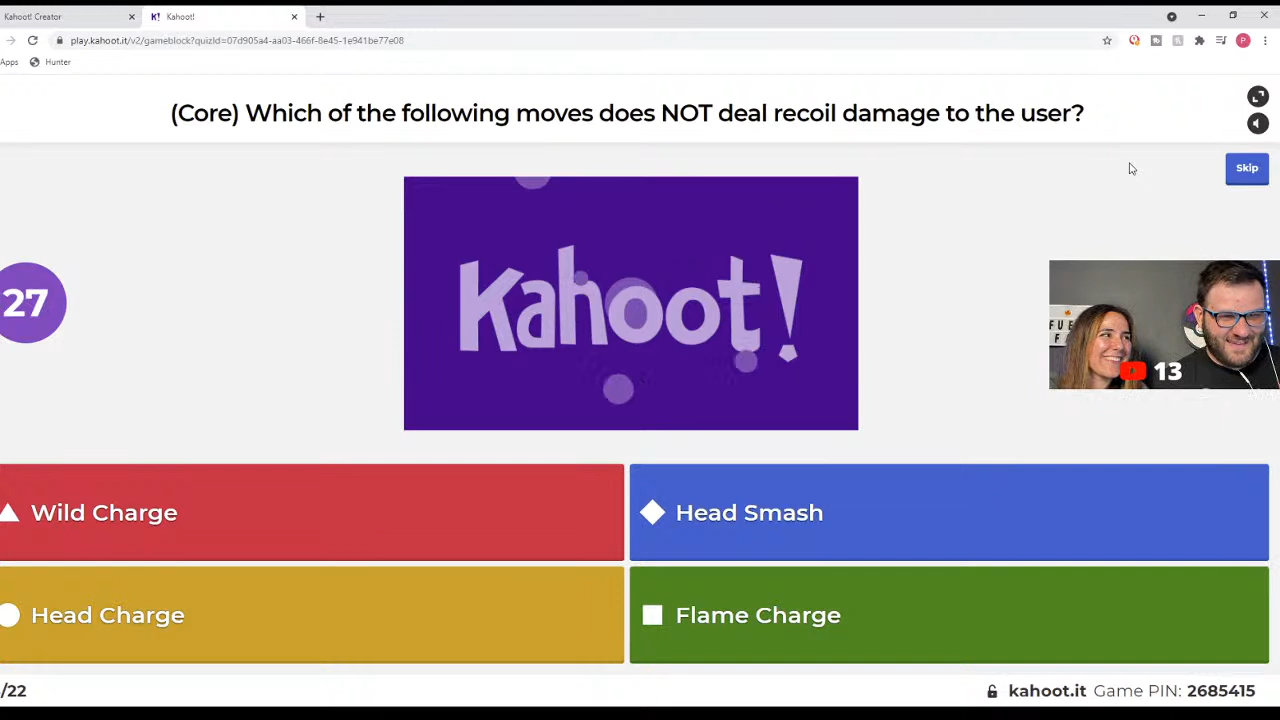 Kahoot! Creator
K! Kahoot!
play.kahoot.it/v2/gameblock?quizId=07d905a4-aa03-466f-8e45-1e941be77e08
P
Apps
Hunter
(Core) Which of the following moves does NOT deal recoil damage to the user?
Skip
Kahoot!
27
FUE
F
13
Wild Charge
Head Smash
Head Charge
Flame Charge
/22
kahoot.it Game PIN: 2685415